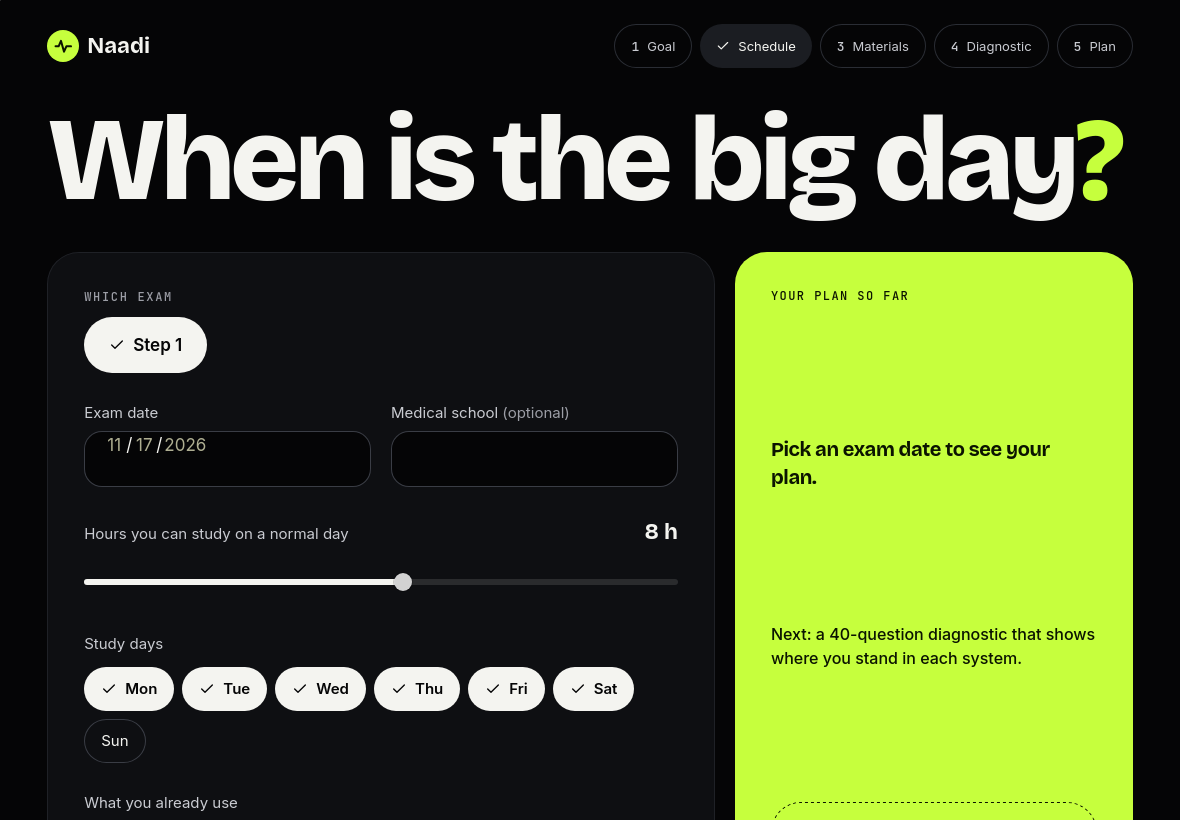 Naadi
1 Goal
Schedule
3 Materials
4 Diagnostic
5 Plan
When is the big day?
WHICH EXAM
Step 1
Exam date
11/17/2026
Medical school (optional)
Hours you can study on a normal day
8 h
Study days
Mon
Tue
Wed
Thu
Fri
Sat
Sun
What you already use
YOUR PLAN SO FAR
Pick an exam date to see your
plan.
Next: a 40-question diagnostic that shows
where you stand in each system.